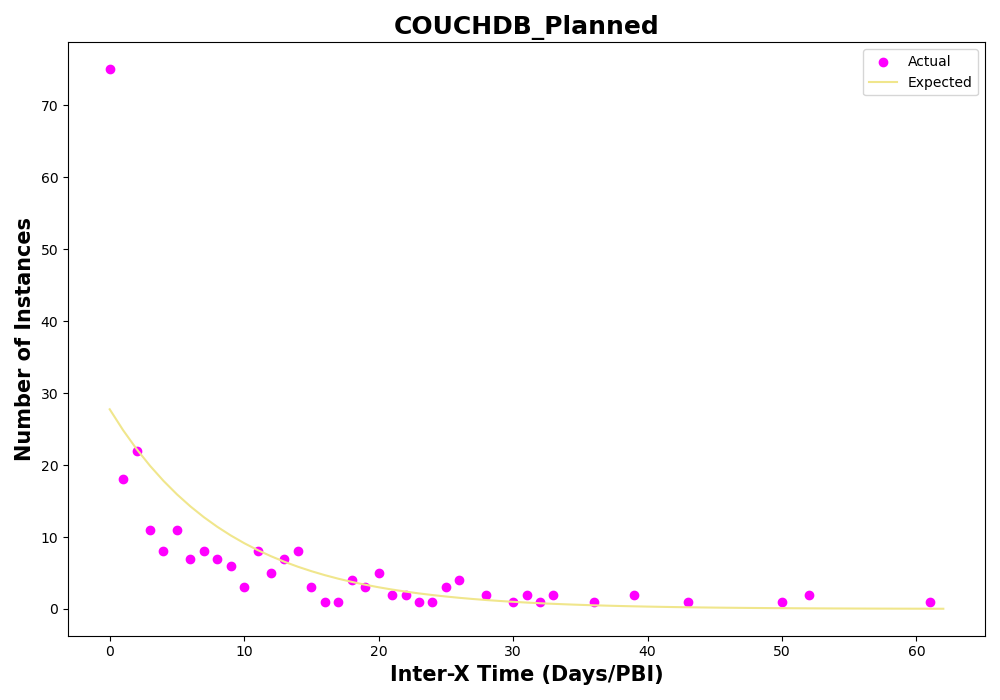 COUCHDB_Planned
Actual
Expected
Number of Instances
70
60
50
40
30
20
10
0
0 10 20 30 40 50 60
Inter-X Time (Days/PBI)